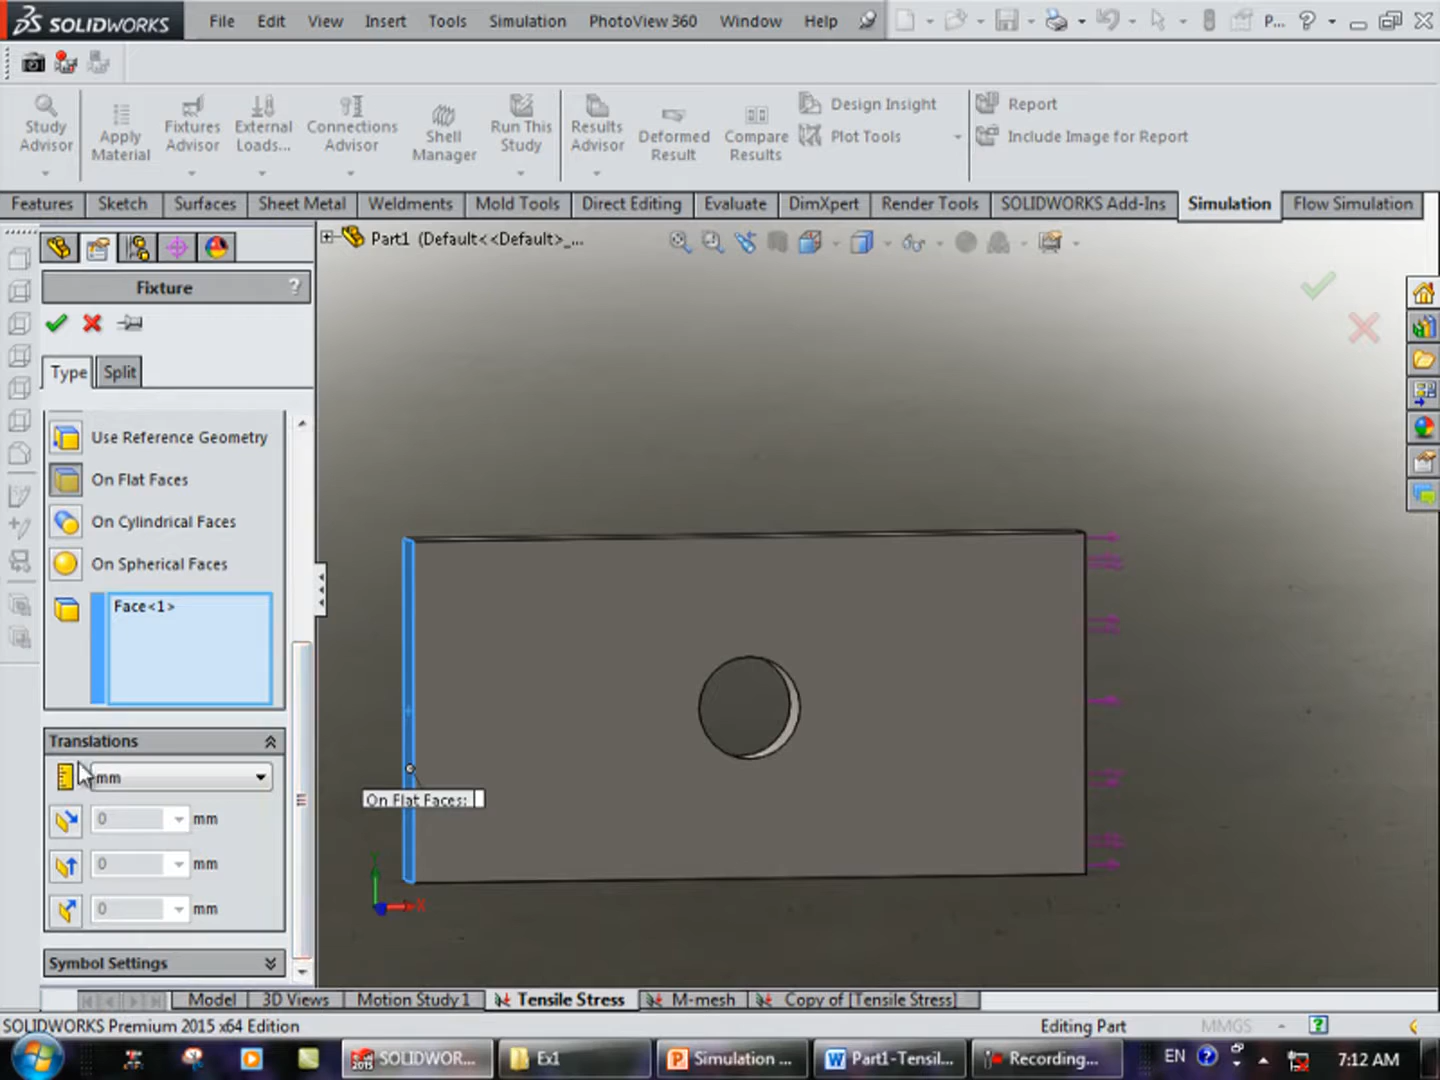 SOLIDWORKS File Edit View Insert Tools Simulation PhotoView 360 Window Help P... ?
Study Advisor
Apply Material
Fixtures Advisor
External Loads...
Connections Advisor
Shell Manager
Run This Study
Results Advisor
Deformed Result
Compare Results
Design Insight
Plot Tools
Report
Include Image for Report
Features Sketch Surfaces Sheet Metal Weldments Mold Tools Direct Editing Evaluate DimXpert Render Tools SOLIDWORKS Add-Ins Simulation Flow Simulation
Part1 (Default<<Default>_...
Fixture ?
Type Split
Use Reference Geometry
On Flat Faces
On Cylindrical Faces
On Spherical Faces
Face<1>
Translations
mm
0 mm
0 mm
0 mm
Symbol Settings
On Flat Faces:
Y
X
Model 3D Views Motion Study 1 Tensile Stress M-mesh Copy of [Tensile Stress]
SOLIDWORKS Premium 2015 x64 Edition Editing Part MMGS ?
SOLIDWOR... Ex1 Simulation ... Part1-Tensil... Recording... EN ? 7:12 AM